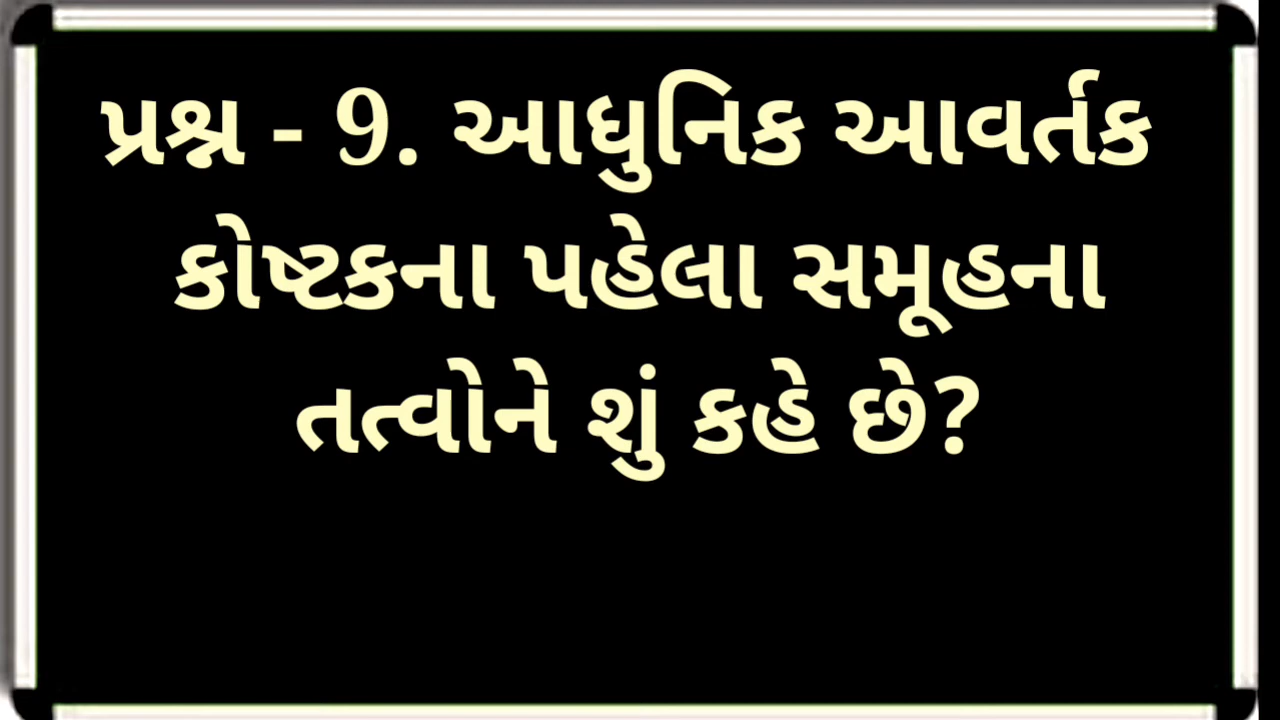 પ્રશ્ન - 9. આધુનિક આવર્તક
કોષ્ટકના પહેલા સમૂહના
તત્વોને શું કહે છે?